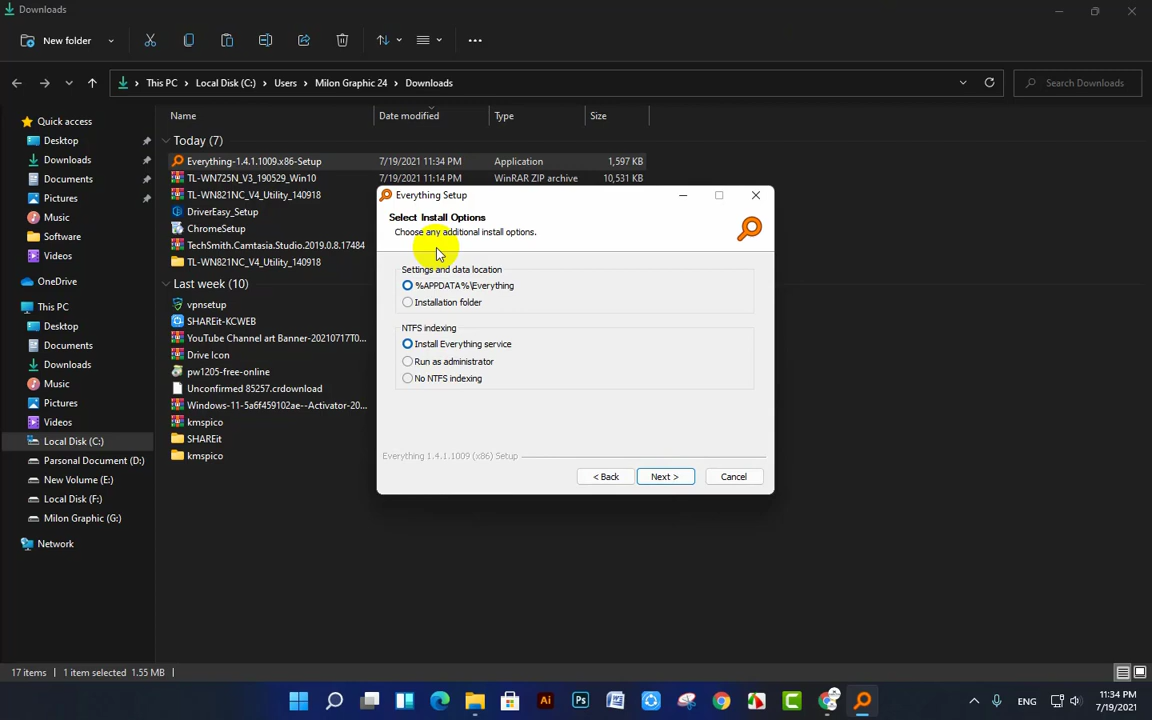 Downloads
New folder
This PC > Local Disk (C:) > Users > Milon Graphic 24 > Downloads
Search Downloads
Name Date modified Type Size
Quick access
Desktop
Downloads
Documents
Pictures
Music
Software
Videos
OneDrive
This PC
Desktop
Documents
Downloads
Music
Pictures
Videos
Local Disk (C:)
Parsonal Document (D:)
New Volume (E:)
Local Disk (F:)
Milon Graphic (G:)
Network
Today (7)
Everything-1.4.1.1009.x86-Setup 7/19/2021 11:34 PM Application 1,597 KB
TL-WN725N_V3_190529_Win10 7/19/2021 11:14 PM WinRAR ZIP archive 10,531 KB
TL-WN821NC_V4_Utility_140918
DriverEasy_Setup
ChromeSetup
TechSmith.Camtasia.Studio.2019.0.8.17484
TL-WN821NC_V4_Utility_140918
Last week (10)
vpnsetup
SHAREit-KCWEB
YouTube Channel art Banner-20210717T0...
Drive Icon
pw1205-free-online
Unconfirmed 85257.crdownload
Windows-11-5a6f459102ae--Activator-20...
kmspico
SHAREit
kmspico
Everything Setup
Select Install Options
Choose any additional install options.
Settings and data location
%APPDATA%\Everything
Installation folder
NTFS indexing
Install Everything service
Run as administrator
No NTFS indexing
Everything 1.4.1.1009 (x86) Setup
< Back Next > Cancel
17 items 1 item selected 1.55 MB
Ai Ps
ENG
11:34 PM
7/19/2021